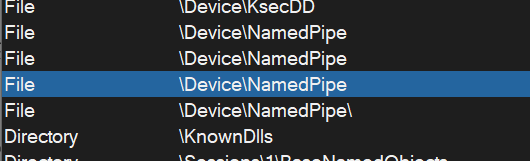 File \Device\KsecDD
File \Device\NamedPipe
File \Device\NamedPipe
File \Device\NamedPipe
File \Device\NamedPipe\
Directory \KnownDlls
\Sessions\1\BaseNamedObjects